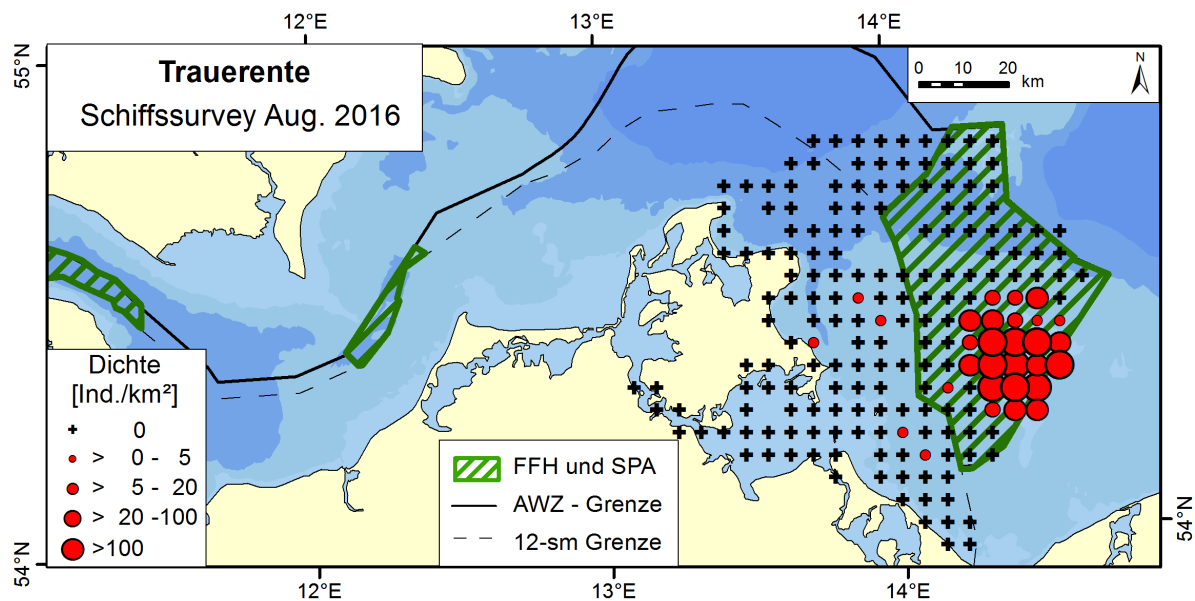 12°E
13°E
14°E
55°N
Trauerente
Schiffssurvey Aug. 2016
0 10 20
km
N
Dichte
[Ind./km²]
0
> 0 - 5
> 5 - 20
> 20 -100
>100
FFH und SPA
AWZ - Grenze
12-sm Grenze
54°N
54°N
12°E
13°E
14°E